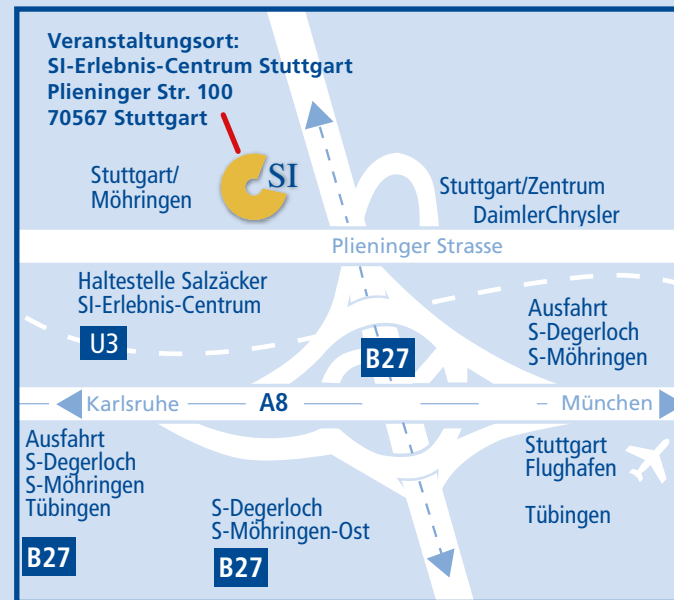 Veranstaltungsort:
SI-Erlebnis-Centrum Stuttgart
Plieninger Str. 100
70567 Stuttgart
Stuttgart/
Möhringen
SI
Stuttgart/Zentrum
DaimlerChrysler
Plieninger Strasse
Haltestelle Salzäcker
SI-Erlebnis-Centrum
U3
Ausfahrt
S-Degerloch
S-Möhringen
B27
Karlsruhe
A8
München
Ausfahrt
S-Degerloch
S-Möhringen
Tübingen
B27
S-Degerloch
S-Möhringen-Ost
B27
Stuttgart
Flughafen
Tübingen